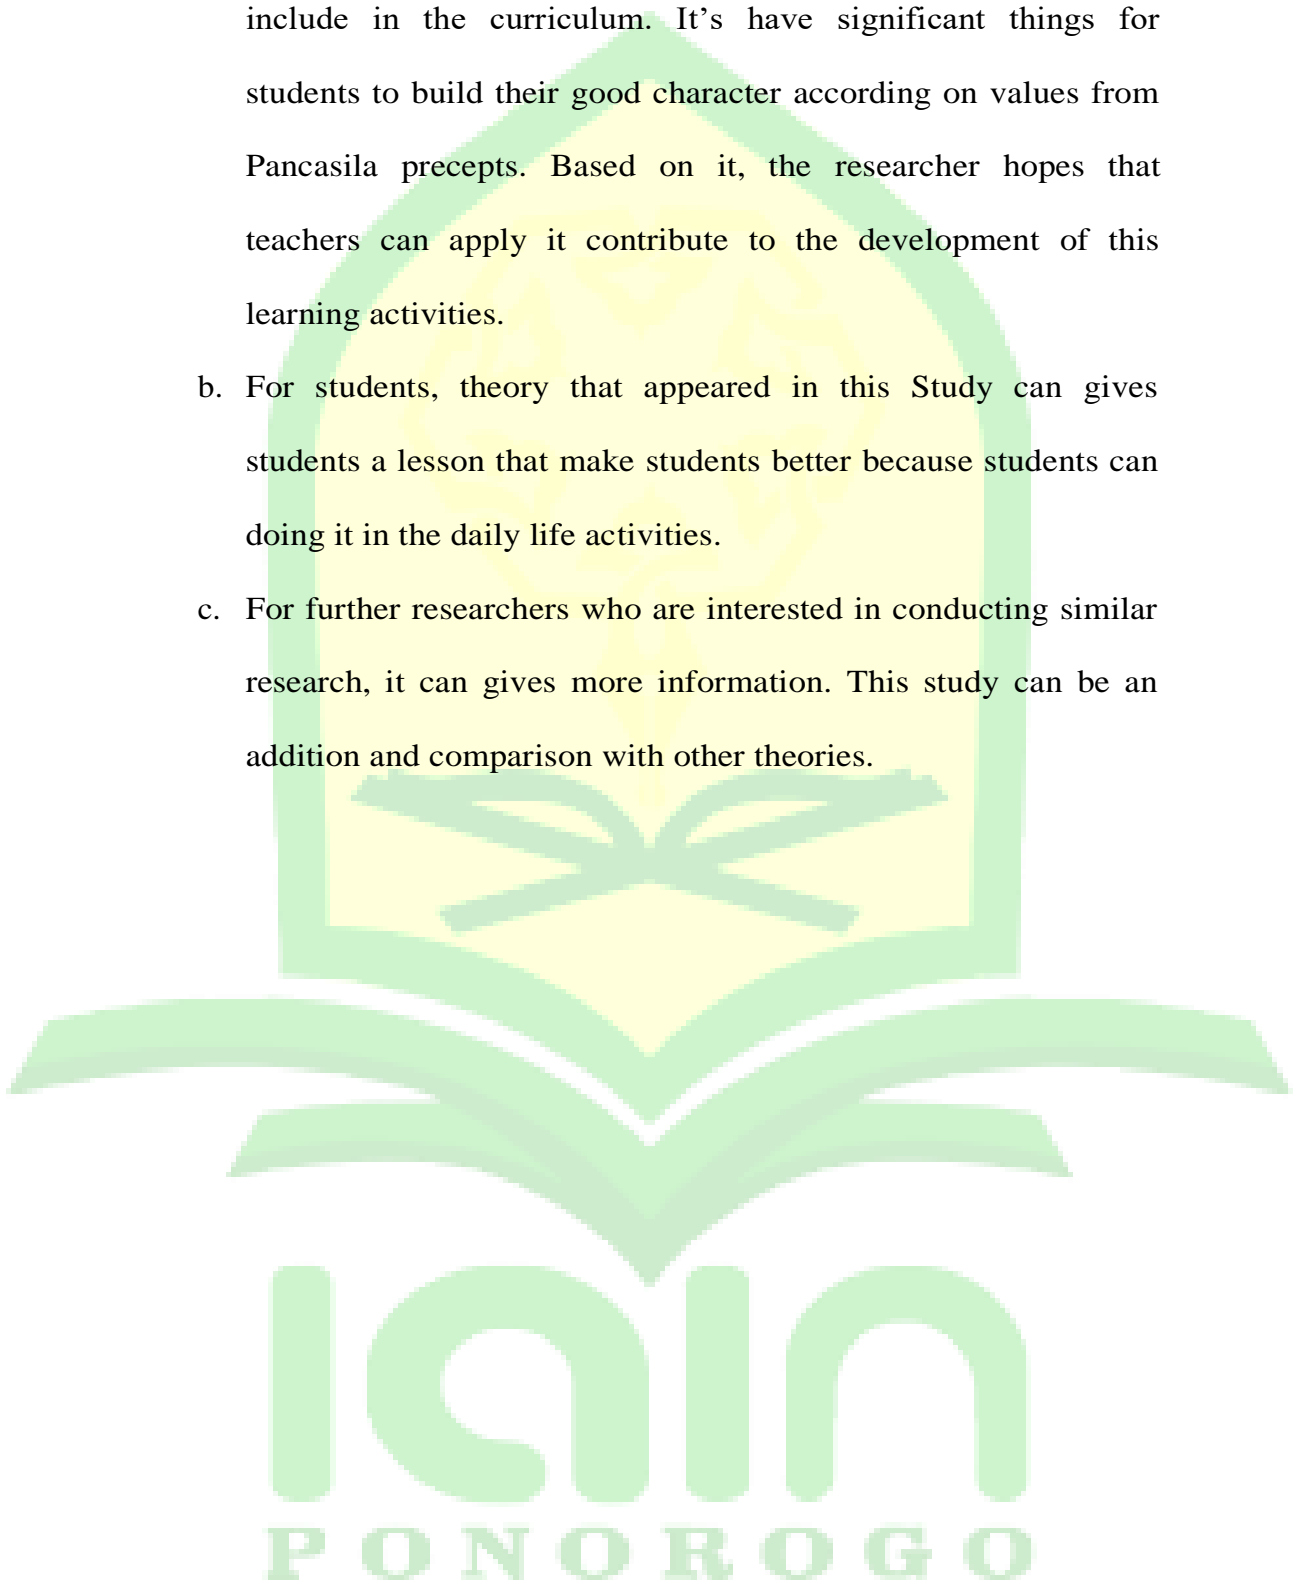 include in the curriculum. It’s have significant things for
students to build their good character according on values from
Pancasila precepts. Based on it, the researcher hopes that
teachers can apply it contribute to the development of this
learning activities.
b. For students, theory that appeared in this Study can gives
students a lesson that make students better because students can
doing it in the daily life activities.
c. For further researchers who are interested in conducting similar
research, it can gives more information. This study can be an
addition and comparison with other theories.
iain
PONOROGO